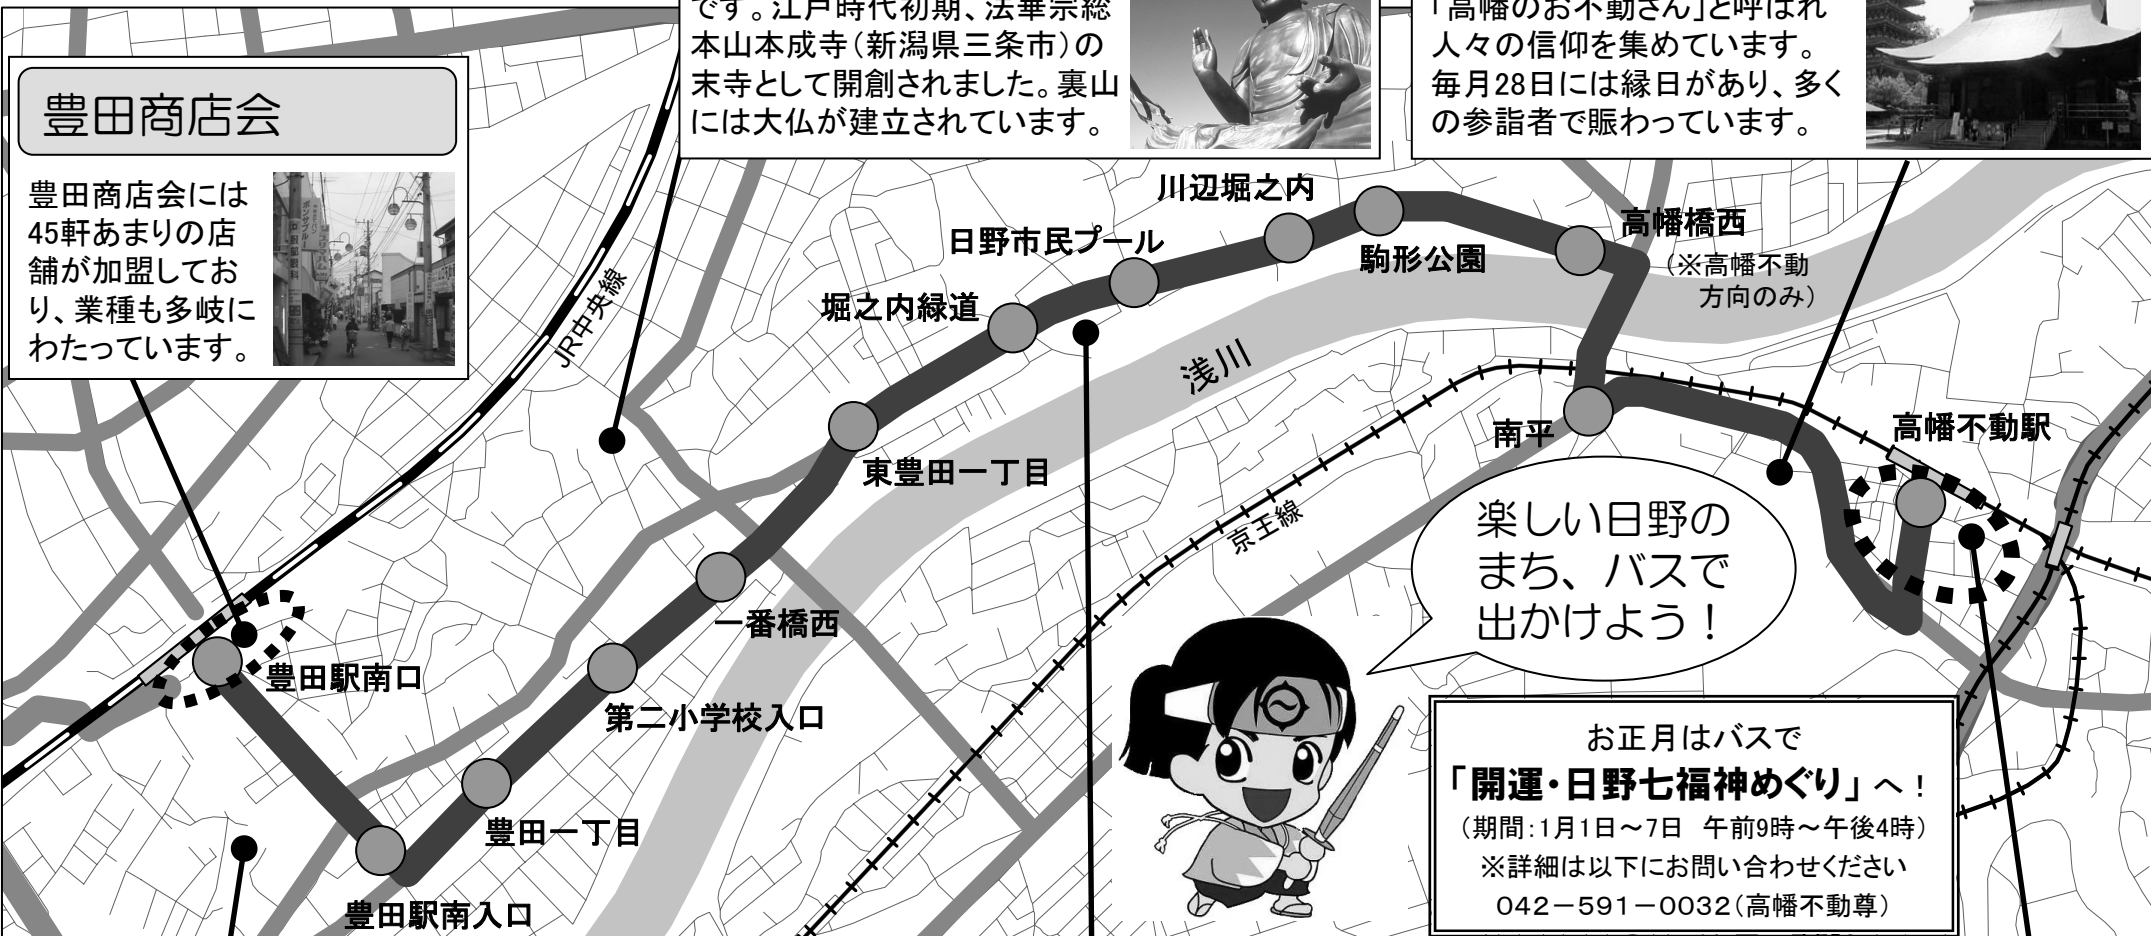 豊田商店会
豊田商店会には
45軒あまりの店
舗が加盟してお
り、業種も多岐に
わたっています。
です。江戸時代初期、法華宗総
本山本成寺（新潟県三条市）の
末寺として開創されました。裏山
には大仏が建立されています。
「高幡のお不動さん」と呼ばれ
人々の信仰を集めています。
毎月28日には縁日があり、多く
の参詣者で賑わっています。
川辺堀之内
日野市民プール
堀之内緑道
駒形公園
高幡橋西
（※高幡不動
方向のみ）
JR中央線
浅川
東豊田一丁目
南平
高幡不動駅
京王線
一番橋西
豊田駅南口
第二小学校入口
豊田一丁目
豊田駅南入口
楽しい日野の
まち、バスで
出かけよう！
お正月はバスで
「開運・日野七福神めぐり」へ！
（期間：1月1日～7日　午前9時～午後4時）
※詳細は以下にお問い合わせください
042－591－0032（高幡不動尊）